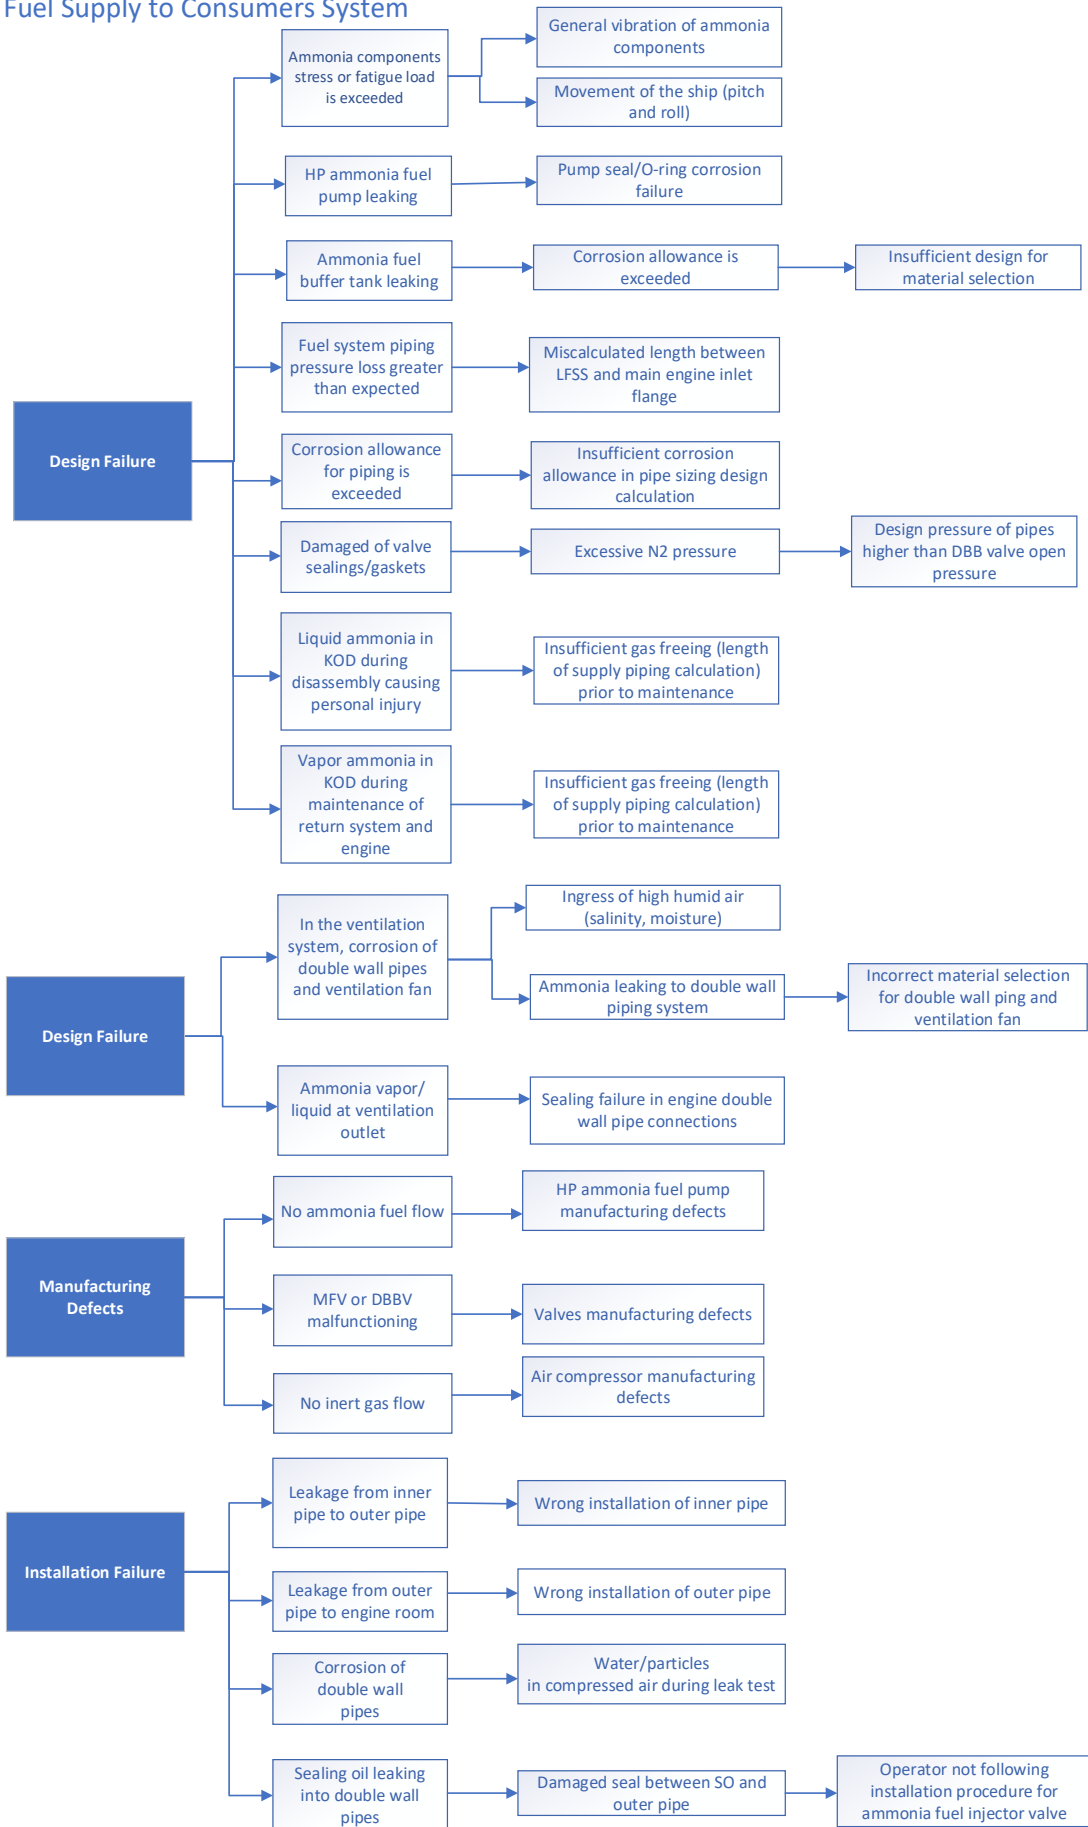 Fuel Supply to Consumers System
Design Failure
Ammonia components
stress or fatigue load
is exceeded
General vibration of ammonia
components
Movement of the ship (pitch
and roll)
HP ammonia fuel
pump leaking
Pump seal/O-ring corrosion
failure
Ammonia fuel
buffer tank leaking
Corrosion allowance is
exceeded
Insufficient design for
material selection
Fuel system piping
pressure loss greater
than expected
Miscalculated length between
LFSS and main engine inlet
flange
Corrosion allowance
for piping is
exceeded
Insufficient corrosion
allowance in pipe sizing design
calculation
Damaged of valve
sealings/gaskets
Excessive N2 pressure
Design pressure of pipes
higher than DBB valve open
pressure
Liquid ammonia in
KOD during
disassembly causing
personal injury
Insufficient gas freeing (length
of supply piping calculation)
prior to maintenance
Vapor ammonia in
KOD during
maintenance of
return system and
engine
Insufficient gas freeing (length
of supply piping calculation)
prior to maintenance
Design Failure
In the ventilation
system, corrosion of
double wall pipes
and ventilation fan
Ingress of high humid air
(salinity, moisture)
Ammonia leaking to double wall
piping system
Incorrect material selection
for double wall ping and
ventilation fan
Ammonia vapor/
liquid at ventilation
outlet
Sealing failure in engine double
wall pipe connections
Manufacturing
Defects
No ammonia fuel flow
HP ammonia fuel pump
manufacturing defects
MFV or DBBV
malfunctioning
Valves manufacturing defects
No inert gas flow
Air compressor manufacturing
defects
Installation Failure
Leakage from inner
pipe to outer pipe
Wrong installation of inner pipe
Leakage from outer
pipe to engine room
Wrong installation of outer pipe
Corrosion of
double wall
pipes
Water/particles
in compressed air during leak test
Sealing oil leaking
into double wall
pipes
Damaged seal between SO and
outer pipe
Operator not following
installation procedure for
ammonia fuel injector valve